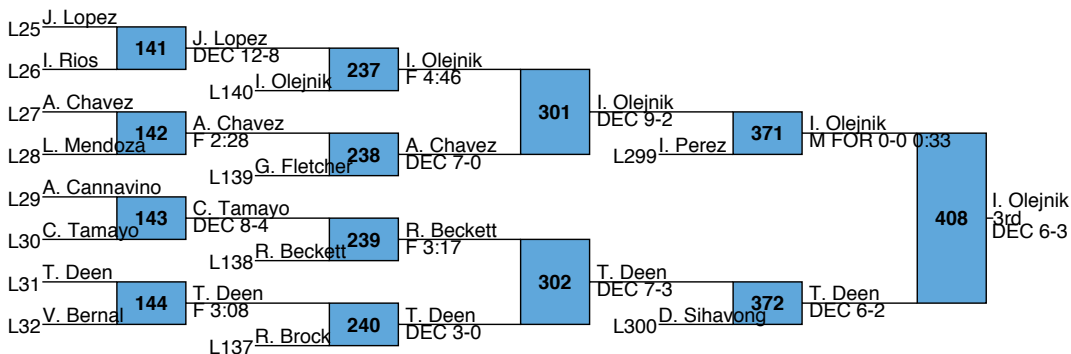 J. Lopez
L25
141
J. Lopez
DEC 12-8
I. Rios
L26
237
I. Olejnik
F 4:46
I. Olejnik
L140
A. Chavez
L27
142
A. Chavez
F 2:28
301
I. Olejnik
DEC 9-2
L. Mendoza
L28
238
A. Chavez
DEC 7-0
G. Fletcher
L139
371
I. Olejnik
M FOR 0-0 0:33
I. Perez
L299
A. Cannavino
L29
143
C. Tamayo
DEC 8-4
C. Tamayo
L30
239
R. Beckett
F 3:17
R. Beckett
L138
408
I. Olejnik
3rd
DEC 6-3
T. Deen
L31
144
T. Deen
F 3:08
302
T. Deen
DEC 7-3
V. Bernal
L32
240
T. Deen
DEC 3-0
R. Brock
L137
372
T. Deen
DEC 6-2
D. Sihavong
L300